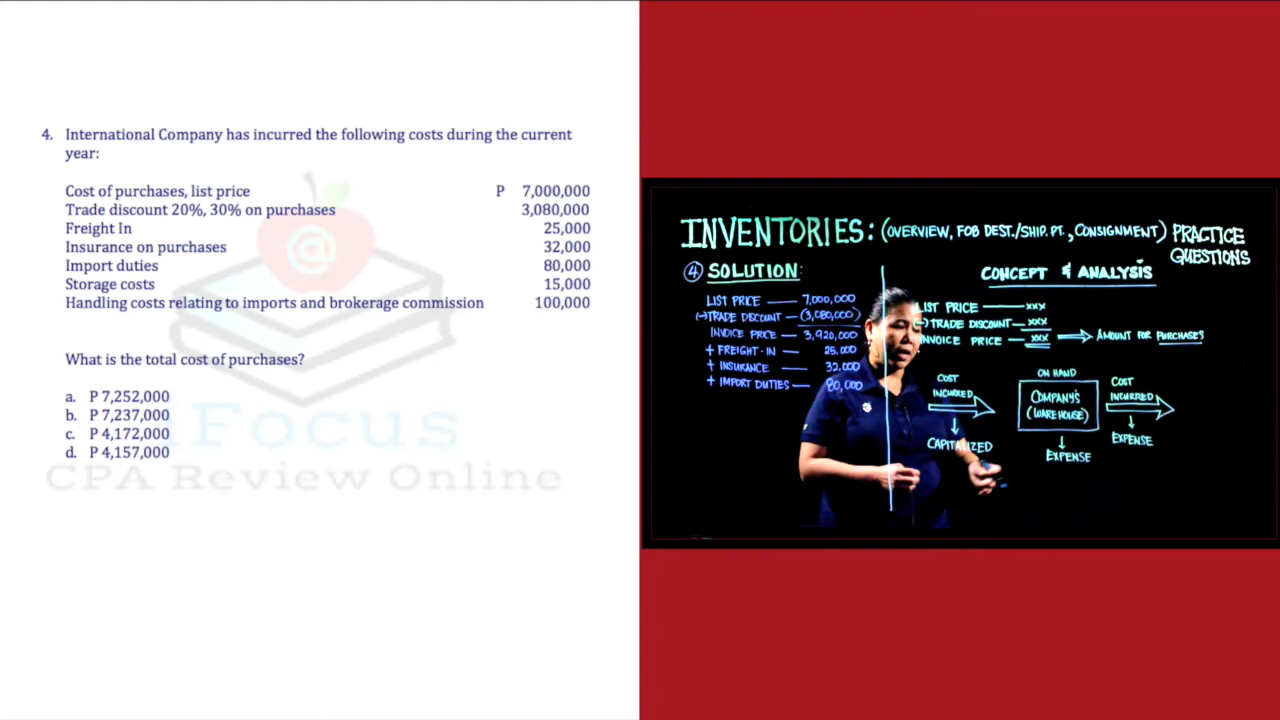 4. International Company has incurred the following costs during the current
year:
Cost of purchases, list price P 7,000,000
Trade discount 20%, 30% on purchases 3,080,000
Freight In 25,000
Insurance on purchases 32,000
Import duties 80,000
Storage costs 15,000
Handling costs relating to imports and brokerage commission 100,000
What is the total cost of purchases?
a. P 7,252,000
b. P 7,237,000
c. P 4,172,000
d. P 4,157,000
@
Focus
CPA Review Online
INVENTORIES: (OVERVIEW, FOB DEST./SHIP. PT., CONSIGNMENT) PRACTICE
QUESTIONS
④ SOLUTION:
LIST PRICE — 7,000,000
(-) TRADE DISCOUNT — (3,080,000)
INVOICE PRICE — 3,920,000
+ FREIGHT-IN — 25,000
+ INSURANCE — 32,000
+ IMPORT DUTIES — 80,000
CONCEPT & ANALYSIS
LIST PRICE — xxx
(-) TRADE DISCOUNT — xxx
INVOICE PRICE — xxx → AMOUNT FOR PURCHASES
COST
INCURRED
↓
CAPITALIZED
ON HAND
COMPANY'S
(WAREHOUSE)
↓
EXPENSE
COST
INCURRED
↓
EXPENSE